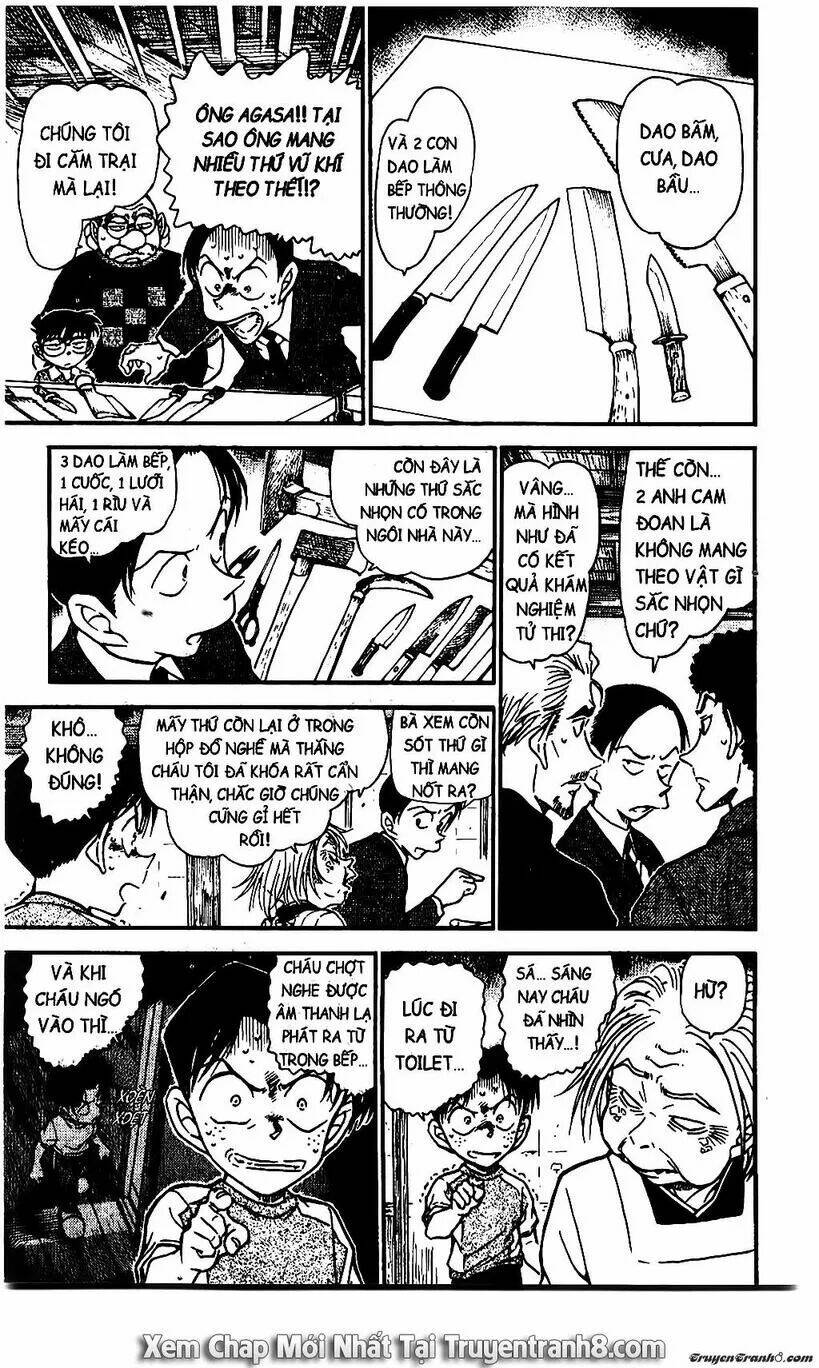 DAO BẤM,
CƯA, DAO
BẦU...
VÀ 2 CON
DAO LÀM
BẾP THÔNG
THƯỜNG!
ÔNG AGASA!! TẠI
SAO ÔNG MANG
NHIỀU THỨ VŨ KHÍ
THEO THẾ!!?
CHÚNG TÔI
ĐI CẮM TRẠI
MÀ LẠI!
THẾ CÒN...
2 ANH CAM
ĐOAN LÀ
KHÔNG MANG
THEO VẬT GÌ
SẮC NHỌN
CHỨ?
VÂNG...
MÀ HÌNH
NHƯ ĐÃ
CÓ KẾT
QUẢ KHÁM
NGHIỆM
TỬ THI?
CÒN ĐÂY LÀ
NHỮNG THỨ SẮC
NHỌN CÓ TRONG
NGÔI NHÀ NÀY...
3 DAO LÀM BẾP,
1 CUỐC, 1 LƯỠI
HÁI, 1 RÌU VÀ
MẤY CÁI
KÉO...
BÀ XEM CÒN
SÓT THỨ GÌ
THÌ MANG
NỐT RA?
MẤY THỨ CÒN LẠI Ở TRONG
HỘP ĐỒ NGHỀ MÀ THẰNG
CHÁU TÔI ĐÃ KHÓA RẤT CẨN
THẬN, CHẮC GIỜ CHÚNG
CŨNG GỈ HẾT
RỒI!
KHÔ...
KHÔNG
ĐÚNG!
HỪ?
SÁ... SÁNG
NAY CHÁU
ĐÃ NHÌN
THẤY...!
LÚC ĐI
RA TỪ
TOILET...
CHÁU CHỢT
NGHE ĐƯỢC
ÂM THANH LẠ
PHÁT RA TỪ
TRONG BẾP...
VÀ KHI
CHÁU NGÓ
VÀO THÌ...
XOÈN
XOẸT
Xem Chap Mới Nhất Tại Truyentranh8.com
TruyenTranh8.com